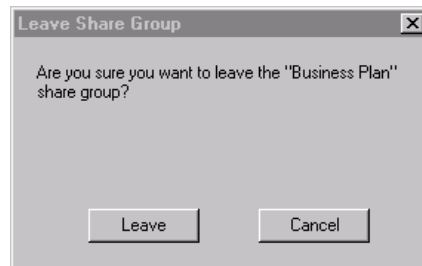 Leave Share Group
Are you sure you want to leave the "Business Plan"
share group?
Leave Cancel